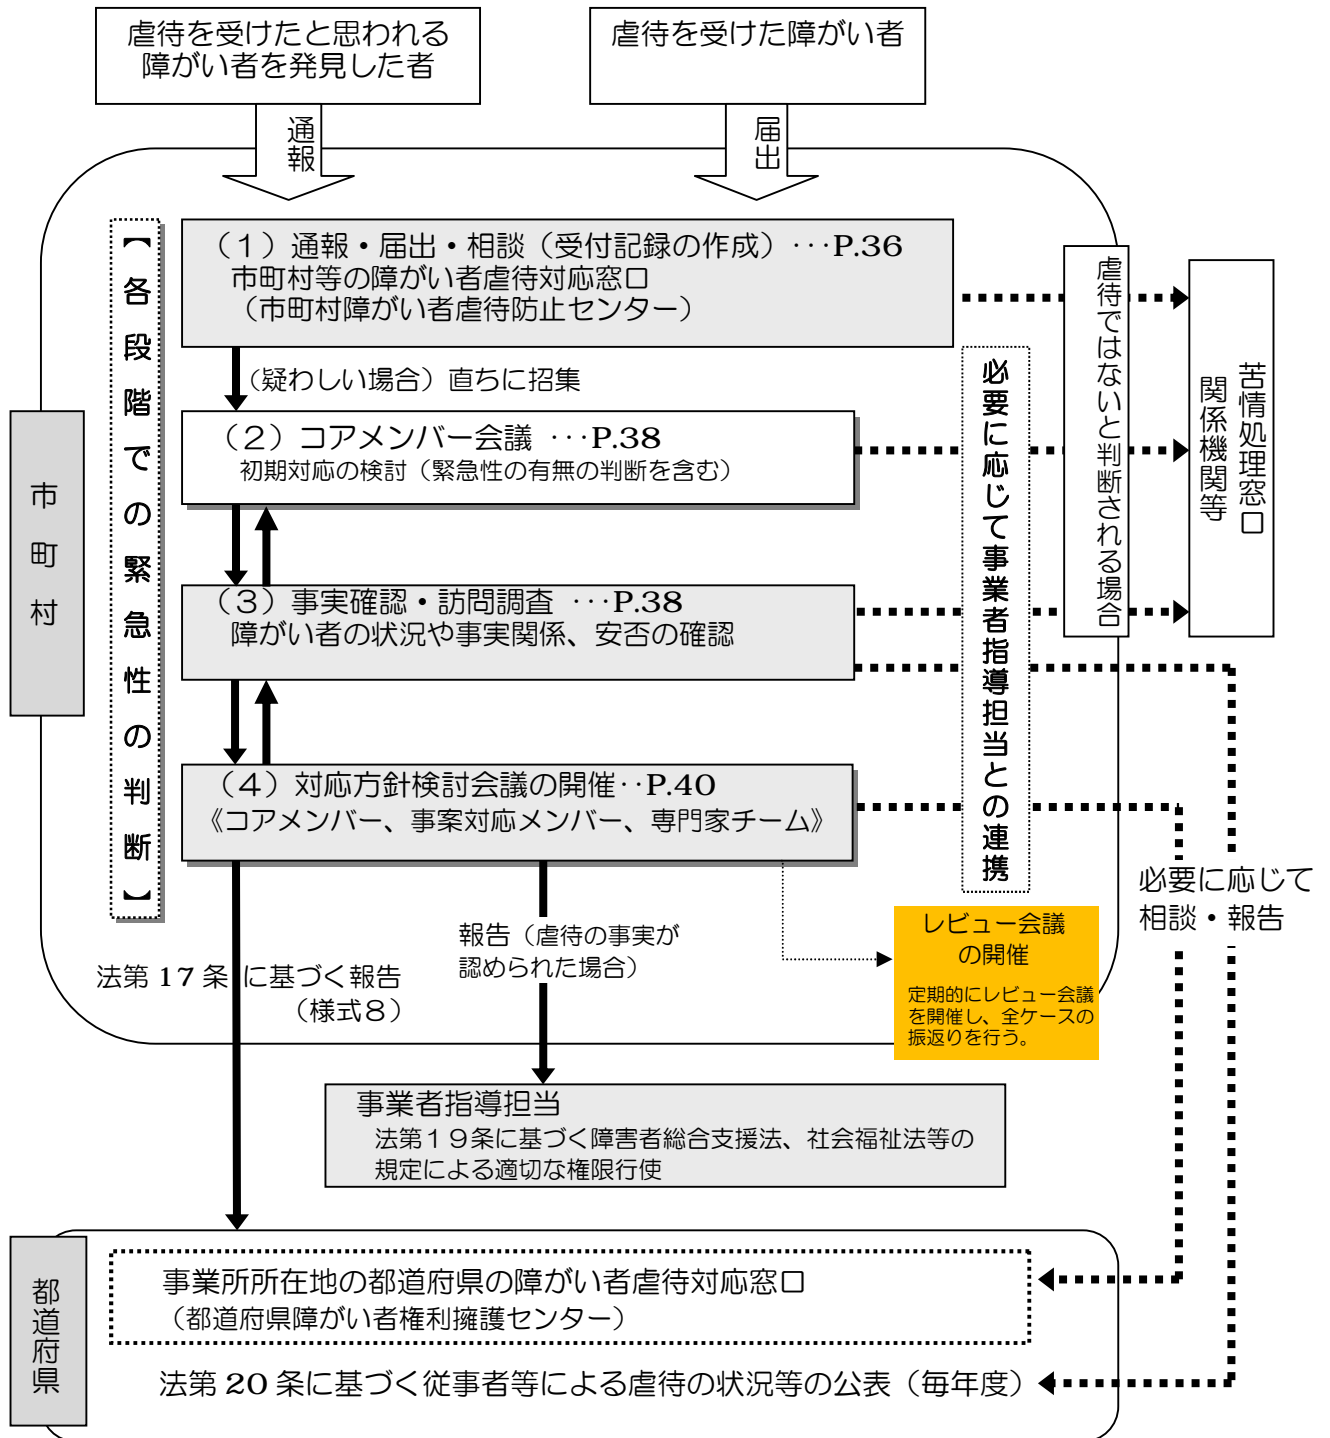 虐待を受けたと思われる
障がい者を発見した者
虐待を受けた障がい者
通報
届出
市町村
【各段階での緊急性の判断】
（１）通報・届出・相談（受付記録の作成）･･･P.36
市町村等の障がい者虐待対応窓口
（市町村障がい者虐待防止センター）
（疑わしい場合）直ちに招集
（２）コアメンバー会議 ･･･P.38
初期対応の検討（緊急性の有無の判断を含む）
（３）事実確認・訪問調査 ･･･P.38
障がい者の状況や事実関係、安否の確認
（４）対応方針検討会議の開催･･P.40
《コアメンバー、事案対応メンバー、専門家チーム》
必要に応じて事業者指導担当との連携
虐待ではないと判断される場合
苦情処理窓口
関係機関等
必要に応じて
相談・報告
報告（虐待の事実が
認められた場合）
レビュー会議
の開催
定期的にレビュー会議
を開催し、全ケースの
振返りを行う。
法第 17 条に基づく報告
（様式８）
事業者指導担当
法第１９条に基づく障害者総合支援法、社会福祉法等の
規定による適切な権限行使
都道府県
事業所所在地の都道府県の障がい者虐待対応窓口
（都道府県障がい者権利擁護センター）
法第 20 条に基づく従事者等による虐待の状況等の公表（毎年度）